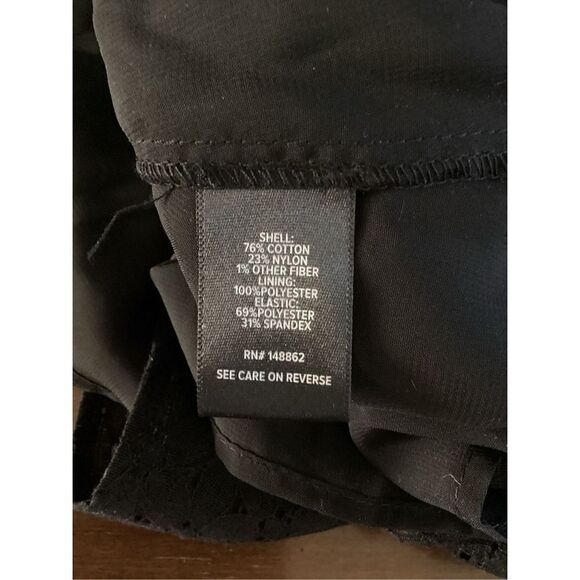 SHELL:
76% COTTON
23% NYLON
1% OTHER FIBER
LINING:
100%POLYESTER
ELASTIC:
69%POLYESTER
31% SPANDEX
RN# 148862
SEE CARE ON REVERSE